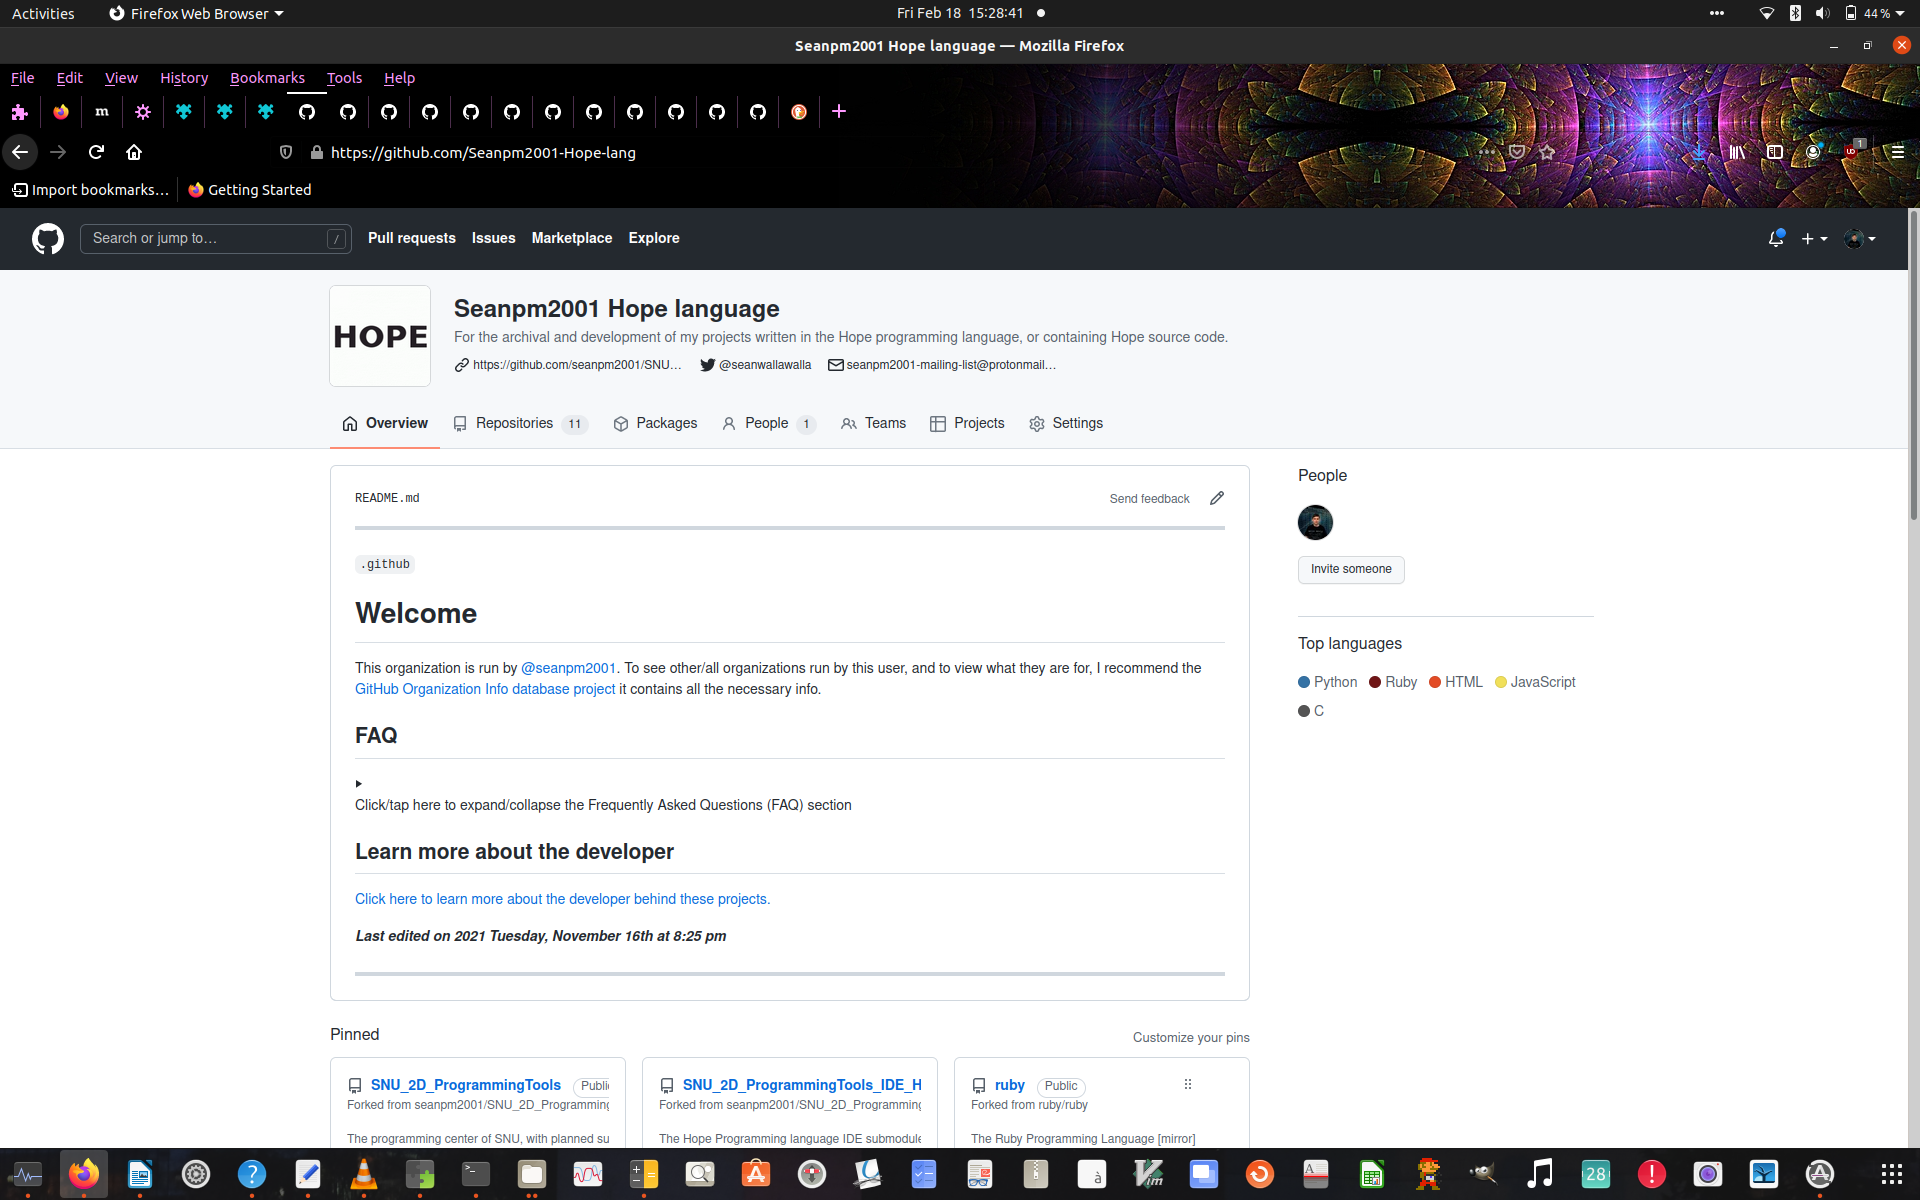 Activities
Firefox Web Browser
Fri Feb 18 15:28:41
44 %
Seanpm2001 Hope language — Mozilla Firefox
File Edit View History Bookmarks Tools Help
https://github.com/Seanpm2001-Hope-lang
1
Import bookmarks…
Getting Started
Search or jump to…
/
Pull requests Issues Marketplace Explore
HOPE
Seanpm2001 Hope language
For the archival and development of my projects written in the Hope programming language, or containing Hope source code.
https://github.com/seanpm2001/SNU… @seanwallawalla seanpm2001-mailing-list@protonmail…
Overview Repositories 11 Packages People 1 Teams Projects Settings
README.md
Send feedback
.github
Welcome
This organization is run by @seanpm2001. To see other/all organizations run by this user, and to view what they are for, I recommend the
GitHub Organization Info database project it contains all the necessary info.
FAQ
Click/tap here to expand/collapse the Frequently Asked Questions (FAQ) section
Learn more about the developer
Click here to learn more about the developer behind these projects.
Last edited on 2021 Tuesday, November 16th at 8:25 pm
People
Invite someone
Top languages
Python Ruby HTML JavaScript
C
Pinned
Customize your pins
SNU_2D_ProgrammingTools Publi
Forked from seanpm2001/SNU_2D_Programming
The programming center of SNU, with planned su
SNU_2D_ProgrammingTools_IDE_H
Forked from seanpm2001/SNU_2D_Programming
The Hope Programming language IDE submodule
ruby Public
Forked from ruby/ruby
The Ruby Programming Language [mirror]
28